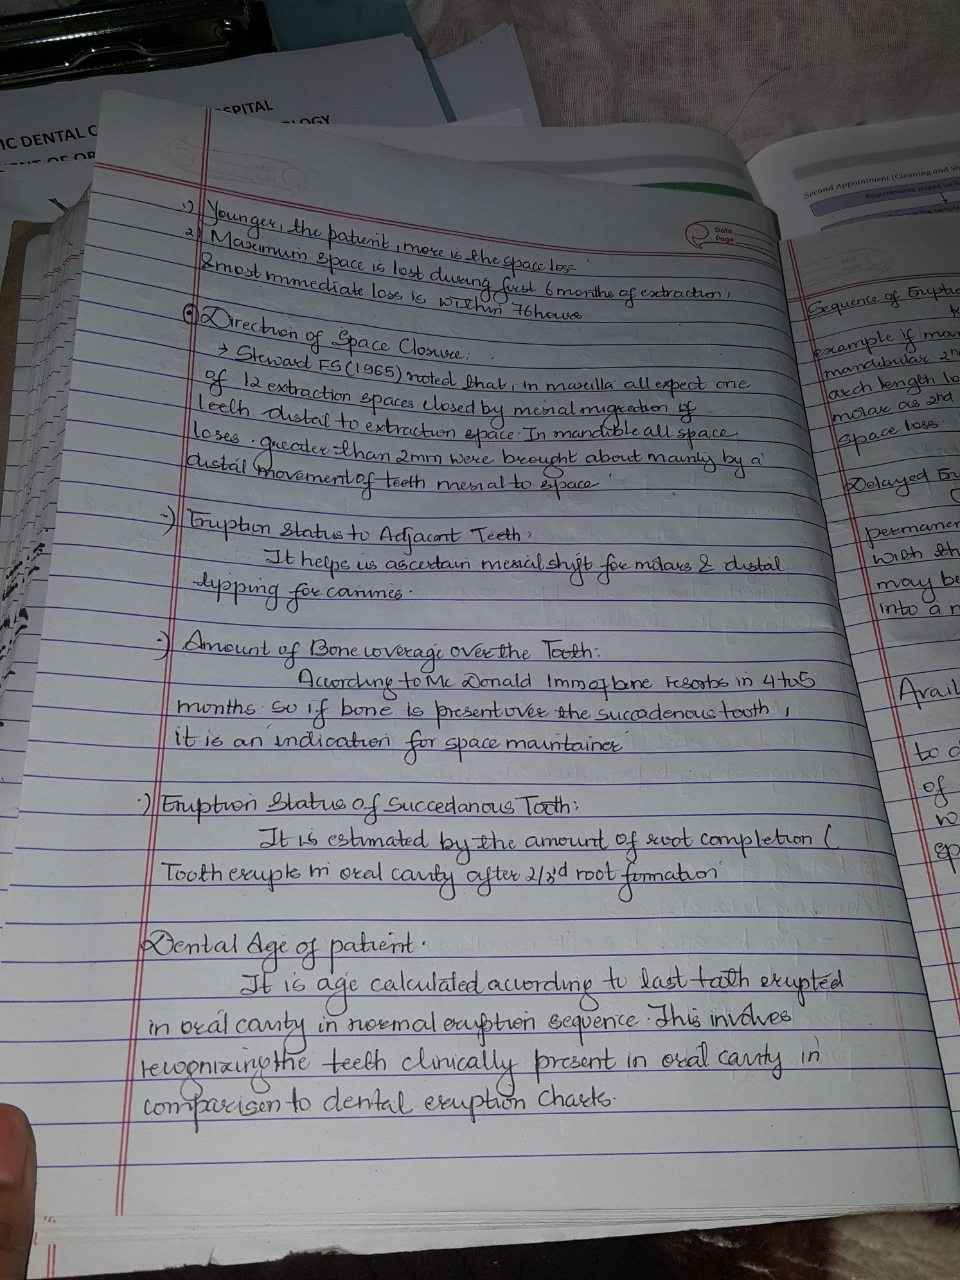 SPITAL
IC DENTAL C
OLOGY
Second Appointment (Cleaning and Sh
Appointments should be
Date
Page
1) Younger, the patient, more is the space lose
2) Maximum space is lost during first 6 months of extraction,
& most immediate loss is within 76 hours
Direction of Space Closure:
→ Steward FS (1965) noted that, in maxilla all expect one
of 12 extraction spaces closed by mesial migration of
teeth distal to extraction space. In mandible all space
loses. greater than 2mm were brought about mainly by a
distal movement of teeth mesial to space
:) Eruption Status to Adjacant Teeth:
It helps us ascertain mesial shift for molars & distal
tipping for canines.
:) Amount of Bone coverage over the Tooth:
According to Mc Donald 1mm of bone resorbs in 4 to 5
months. so if bone is present over the succadenous tooth,
it is an indication for space maintainer
:) Eruption Status of Succedanous Tooth:
It is estimated by the amount of root completion (
Tooth erupts in oral cavity after 2/3rd root formation
Dental Age of patient.
It is age calculated according to last tooth erupted
in oral cavity in normal eruption sequence. This involves
recognizing the teeth clinically present in oral cavity in
comparison to dental eruption charts.
Sequence of Erupti
example if man
mandibular 2n
arch length lo
molar as 2nd
space loss.
Delayed Er
permanen
with th
may be
into a n
Avail
to c
of
w
sp